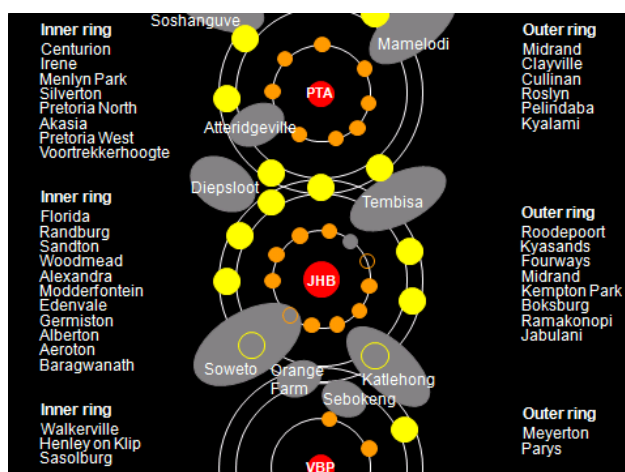 Inner ring
Centurion
Irene
Menlyn Park
Silverton
Pretoria North
Akasia
Pretoria West
Voortrekkerhoogte
Soshanguve
Mamelodi
PTA
Atteridgeville
Outer ring
Midrand
Clayville
Cullinan
Roslyn
Pelindaba
Kyalami
Inner ring
Florida
Randburg
Sandton
Woodmead
Alexandra
Modderfontein
Edenvale
Germiston
Alberton
Aeroton
Baragwanath
Diepsloot
Tembisa
JHB
Soweto
Orange
Farm
Katlehong
Sebokeng
Outer ring
Roodepoort
Kyasands
Fourways
Midrand
Kempton Park
Boksburg
Ramakonopi
Jabulani
Inner ring
Walkerville
Henley on Klip
Sasolburg
VBP
Outer ring
Meyerton
Parys